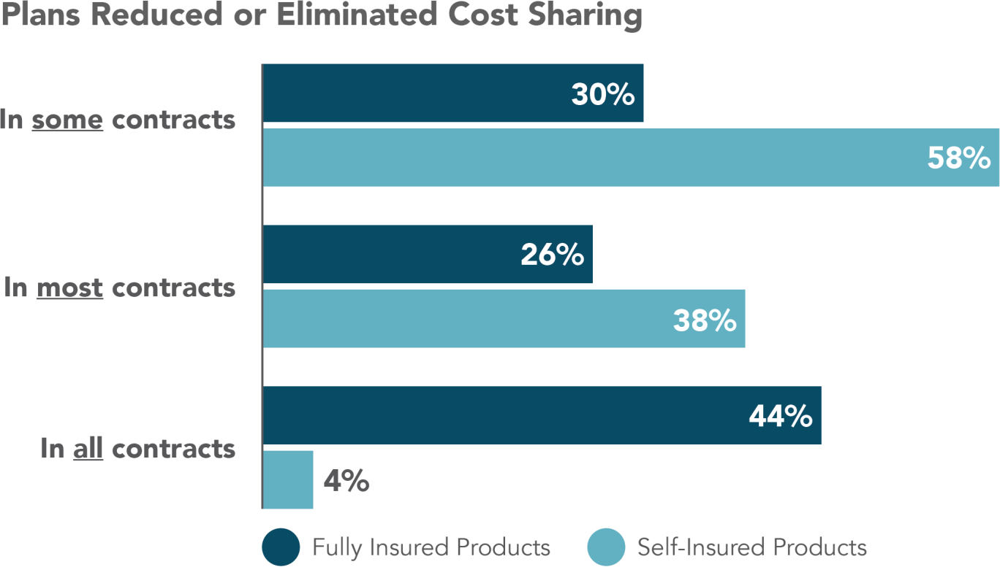 Plans Reduced or Eliminated Cost Sharing
In some contracts
30%
58%
In most contracts
26%
38%
In all contracts
44%
4%
Fully Insured Products
Self-Insured Products